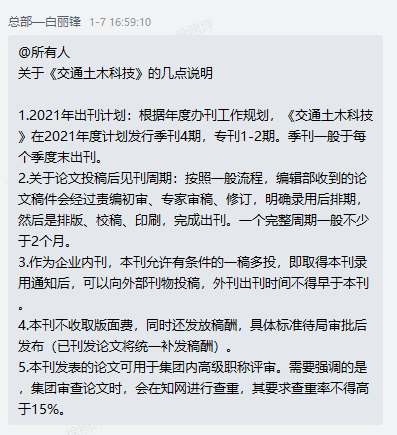 总部—白丽锋 1-7 16:59:10
@所有人
关于《交通土木科技》的几点说明
1.2021年出刊计划：根据年度办刊工作规划，《交通土木科技
》在2021年度计划发行季刊4期，专刊1-2期。季刊一般于每
个季度末出刊。
2.关于论文投稿后见刊周期：按照一般流程，编辑部收到的论
文稿件会经过责编初审、专家审稿、修订，明确录用后排期，
然后是排版、校稿、印刷，完成出刊。一个完整周期一般不少
于2个月。
3.作为企业内刊，本刊允许有条件的一稿多投，即取得本刊录
用通知后，可以向外部刊物投稿，外刊出刊时间不得早于本刊
。
4.本刊不收取版面费，同时还发放稿酬，具体标准待局审批后
发布（已刊发论文将统一补发稿酬）。
5.本刊发表的论文可用于集团内高级职称评审。需要强调的是
，集团审查论文时，会在知网进行查重，其要求查重率不得高
于15%。